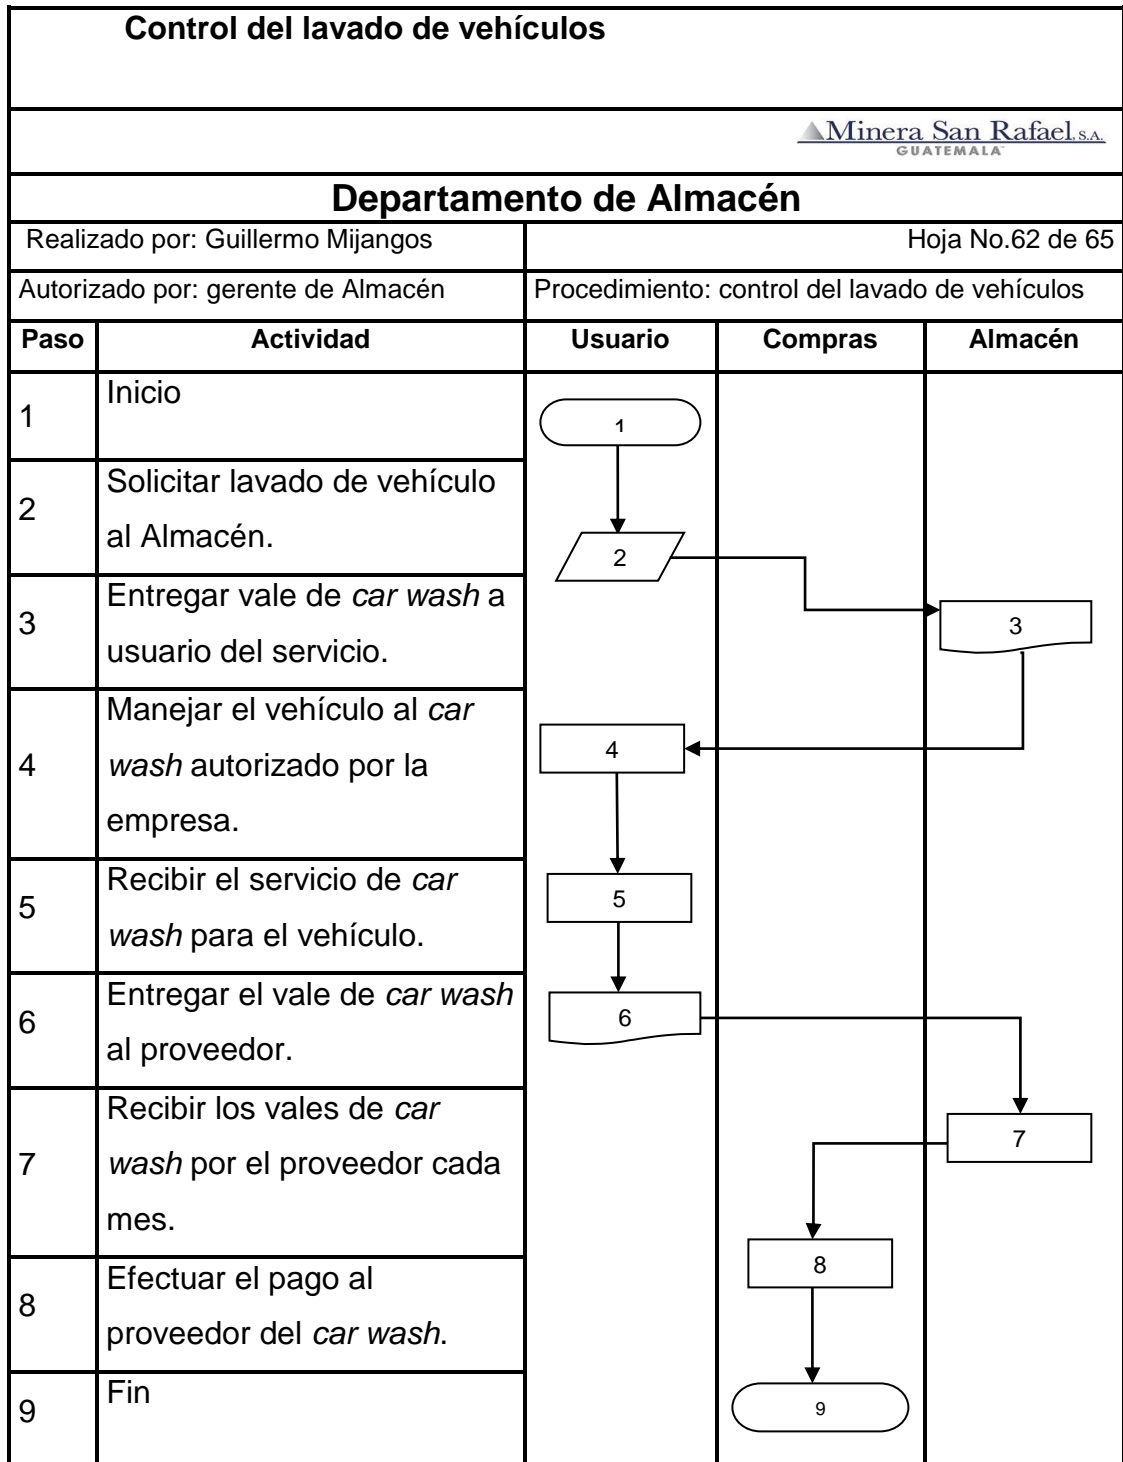 Control del lavado de vehículos
Minera San Rafael, S.A.
GUATEMALA
Departamento de Almacén
Realizado por: Guillermo Mijangos
Hoja No.62 de 65
Autorizado por: gerente de Almacén
Procedimiento: control del lavado de vehículos
Paso
Actividad
Usuario
Compras
Almacén
1
Inicio
1
2
Solicitar lavado de vehículo
al Almacén.
2
3
Entregar vale de car wash a
usuario del servicio.
3
4
Manejar el vehículo al car
wash autorizado por la
empresa.
4
5
Recibir el servicio de car
wash para el vehículo.
5
6
Entregar el vale de car wash
al proveedor.
6
7
Recibir los vales de car
wash por el proveedor cada
mes.
7
8
Efectuar el pago al
proveedor del car wash.
8
9
Fin
9